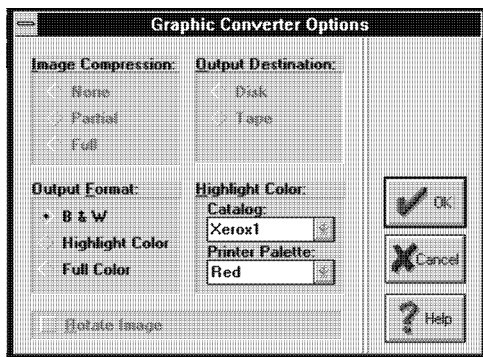 Graphic Converter Options
Image Compression:
None
Partial
Full
Output Destination:
Disk
Tape
Output Format:
B & W
Highlight Color
Full Color
Highlight Color:
Catalog:
Xerox1
Printer Palette:
Red
Rotate Image
OK
Cancel
Help